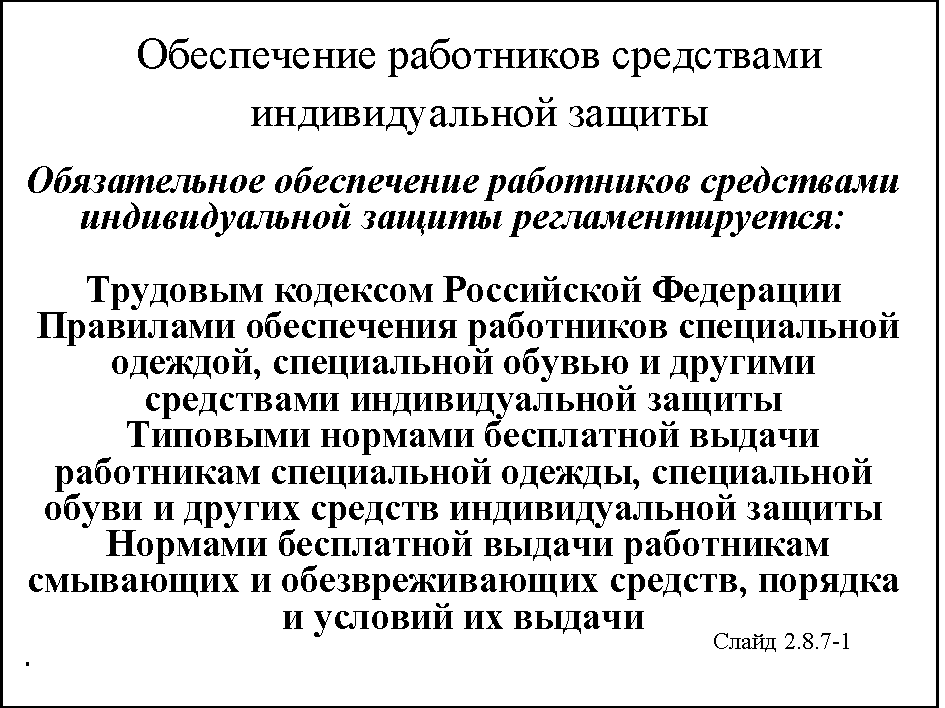 Обеспечение работников средствами
индивидуальной защиты
Обязательное обеспечение работников средствами
индивидуальной защиты регламентируется:
Трудовым кодексом Российской Федерации
Правилами обеспечения работников специальной
одеждой, специальной обувью и другими
средствами индивидуальной защиты
Типовыми нормами бесплатной выдачи
работникам специальной одежды, специальной
обуви и других средств индивидуальной защиты
Нормами бесплатной выдачи работникам
смывающих и обезвреживающих средств, порядка
и условий их выдачи
Слайд 2.8.7-1
.